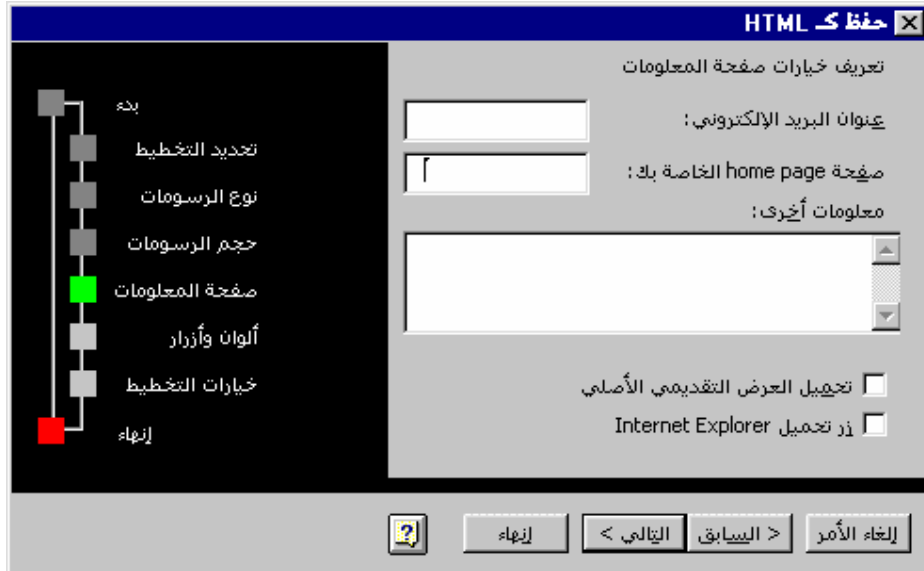 حفظ كـ HTML
تعريف خيارات صفحة المعلومات
عنوان البريد الإلكتروني:
صفحة home page الخاصة بك:
معلومات أخرى:
تحميل العرض التقديمي الأصلي
زر تحميل Internet Explorer
بدء
تحديد التخطيط
نوع الرسومات
حجم الرسومات
صفحة المعلومات
ألوان وأزرار
خيارات التخطيط
إنهاء
إلغاء الأمر
< السابق
التالي >
إنهاء
?